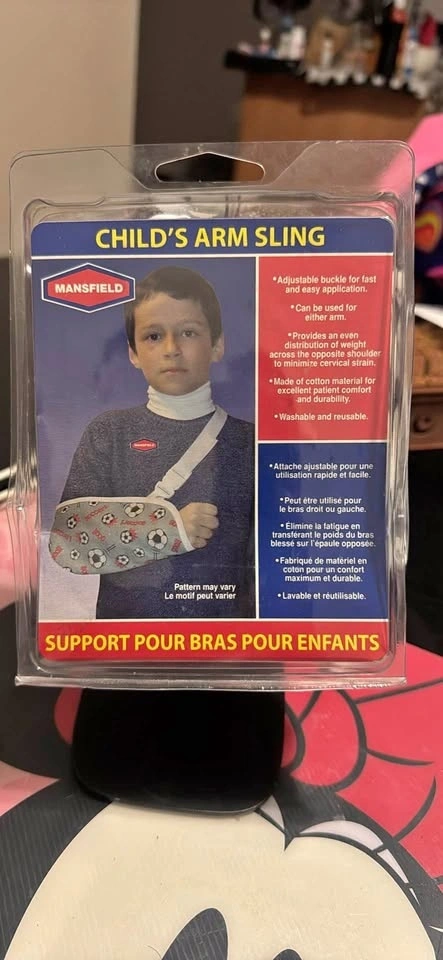 CHILD'S ARM SLING
MANSFIELD
• Adjustable buckle for fast
and easy application.
• Can be used for
either arm.
• Provides an even
distribution of weight
across the opposite shoulder
to minimize cervical strain.
• Made of cotton material for
excellent patient comfort
and durability.
• Washable and reusable.
MANSFIELD
• Attache ajustable pour une
utilisation rapide et facile.
• Peut être utilisé pour
le bras droit ou gauche.
• Élimine la fatigue en
transférant le poids du bras
blessé sur l'épaule opposée.
• Fabriqué de matériel en
coton pour un confort
maximum et durable.
• Lavable et réutilisable.
Pattern may vary
Le motif peut varier
SUPPORT POUR BRAS POUR ENFANTS